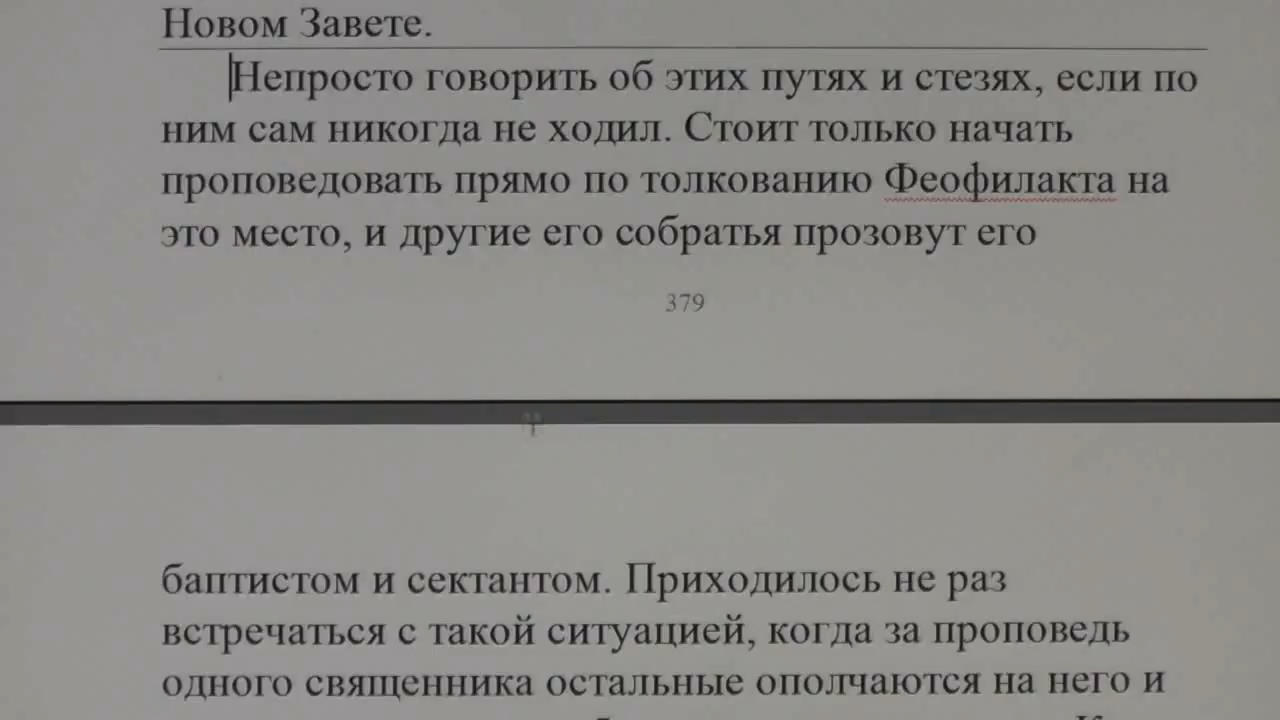 Новом Завете.
Непросто говорить об этих путях и стезях, если по
ним сам никогда не ходил. Стоит только начать
проповедовать прямо по толкованию Феофилакта на
это место, и другие его собратья прозовут его
379
баптистом и сектантом. Приходилось не раз
встречаться с такой ситуацией, когда за проповедь
одного священника остальные ополчаются на него и